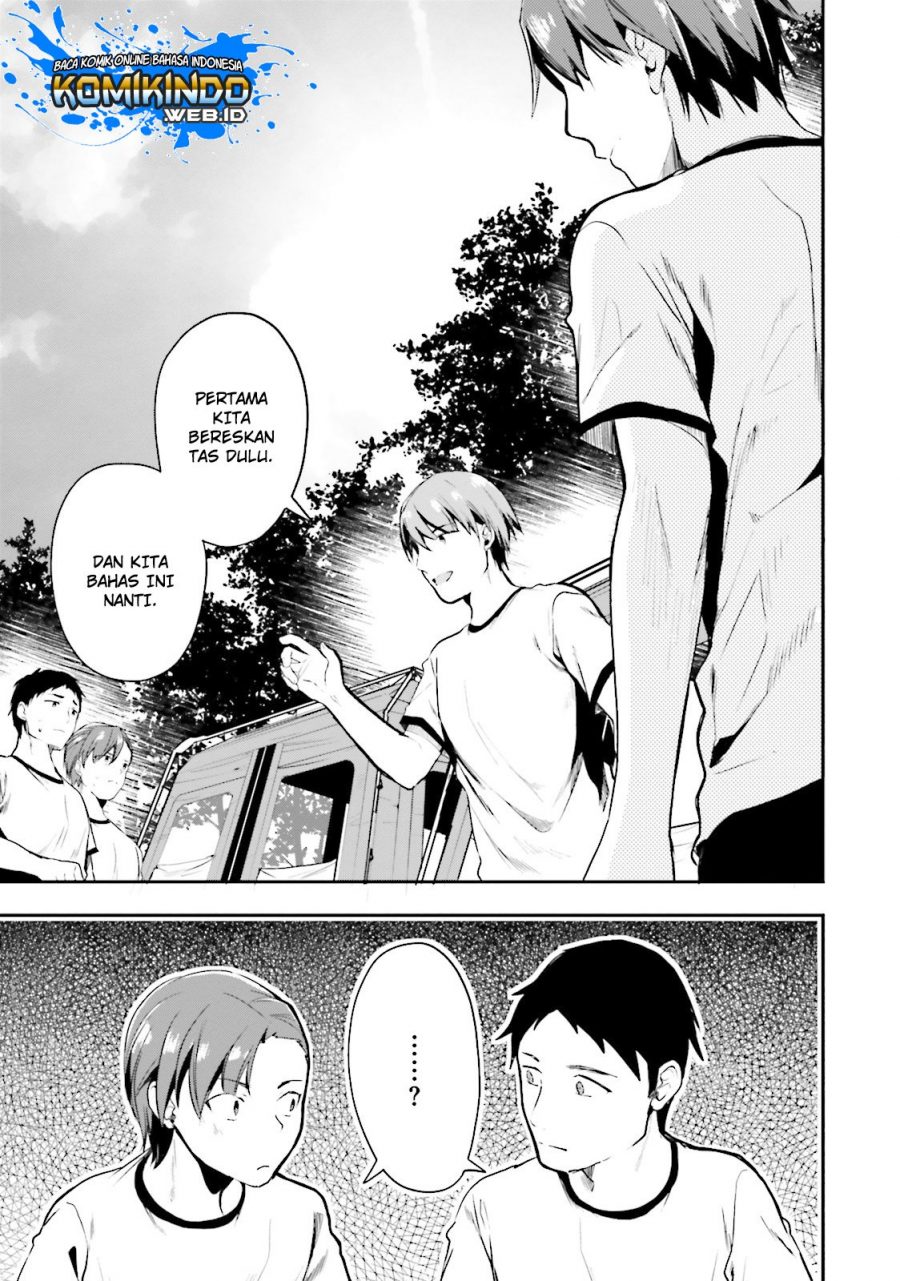 BACA KOMIK ONLINE BAHASA INDONESIA
KOMIKINDO
WEB.ID
PERTAMA
KITA
BERESKAN
TAS DULU.
DAN KITA
BAHAS INI
NANTI.
......?